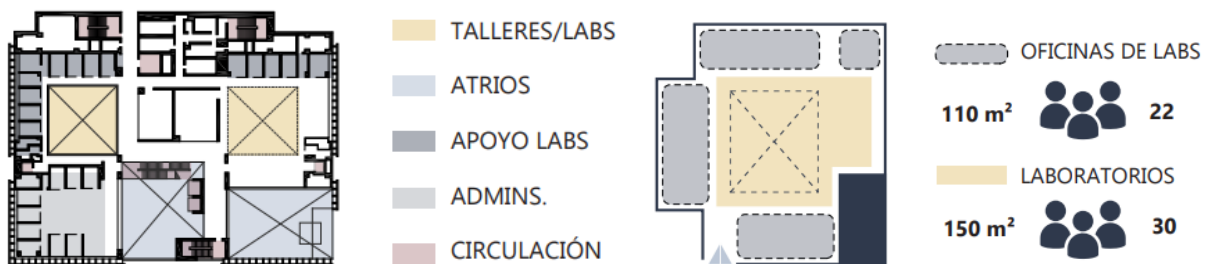 TALLERES/LABS
ATRIOS
APOYO LABS
ADMINS.
CIRCULACIÓN
OFICINAS DE LABS
110 m² 22
LABORATORIOS
150 m² 30